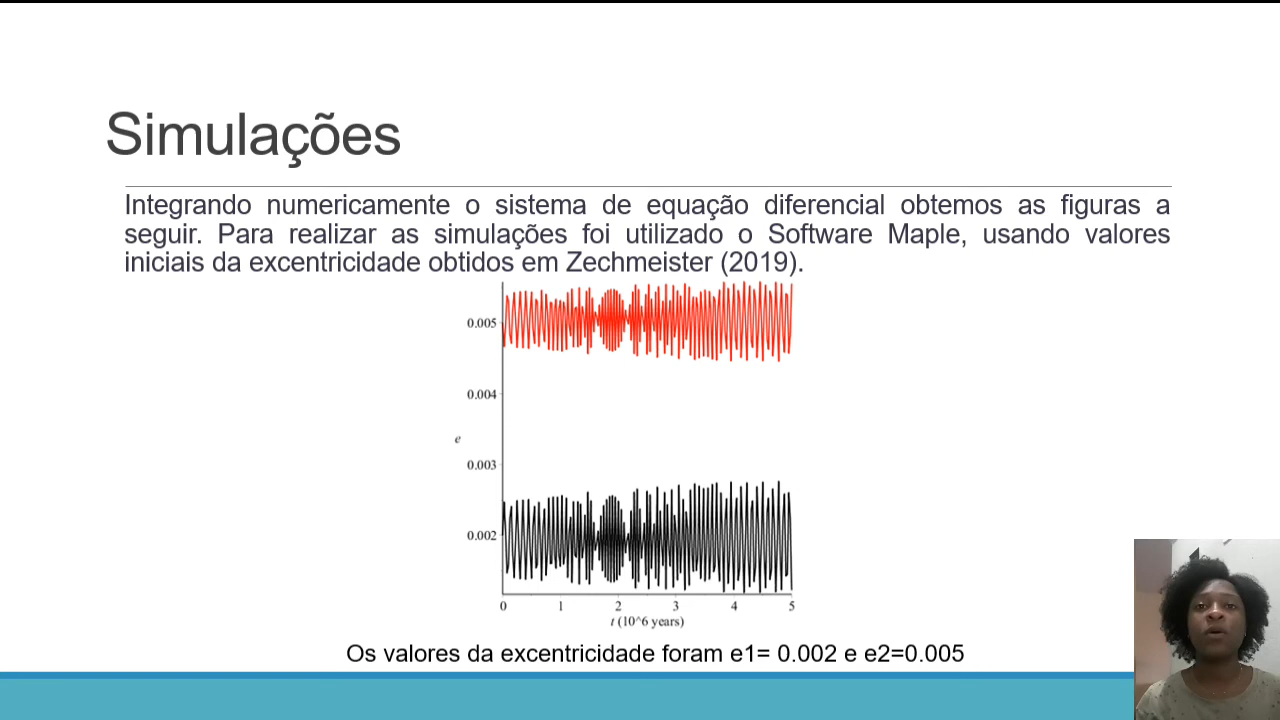 Simulações
Integrando numericamente o sistema de equação diferencial obtemos as figuras a
seguir. Para realizar as simulações foi utilizado o Software Maple, usando valores
iniciais da excentricidade obtidos em Zechmeister (2019).
0.005
0.004
e
0.003
0.002
0 1 2 3 4 5
t (10^6 years)
Os valores da excentricidade foram e1= 0.002 e e2=0.005